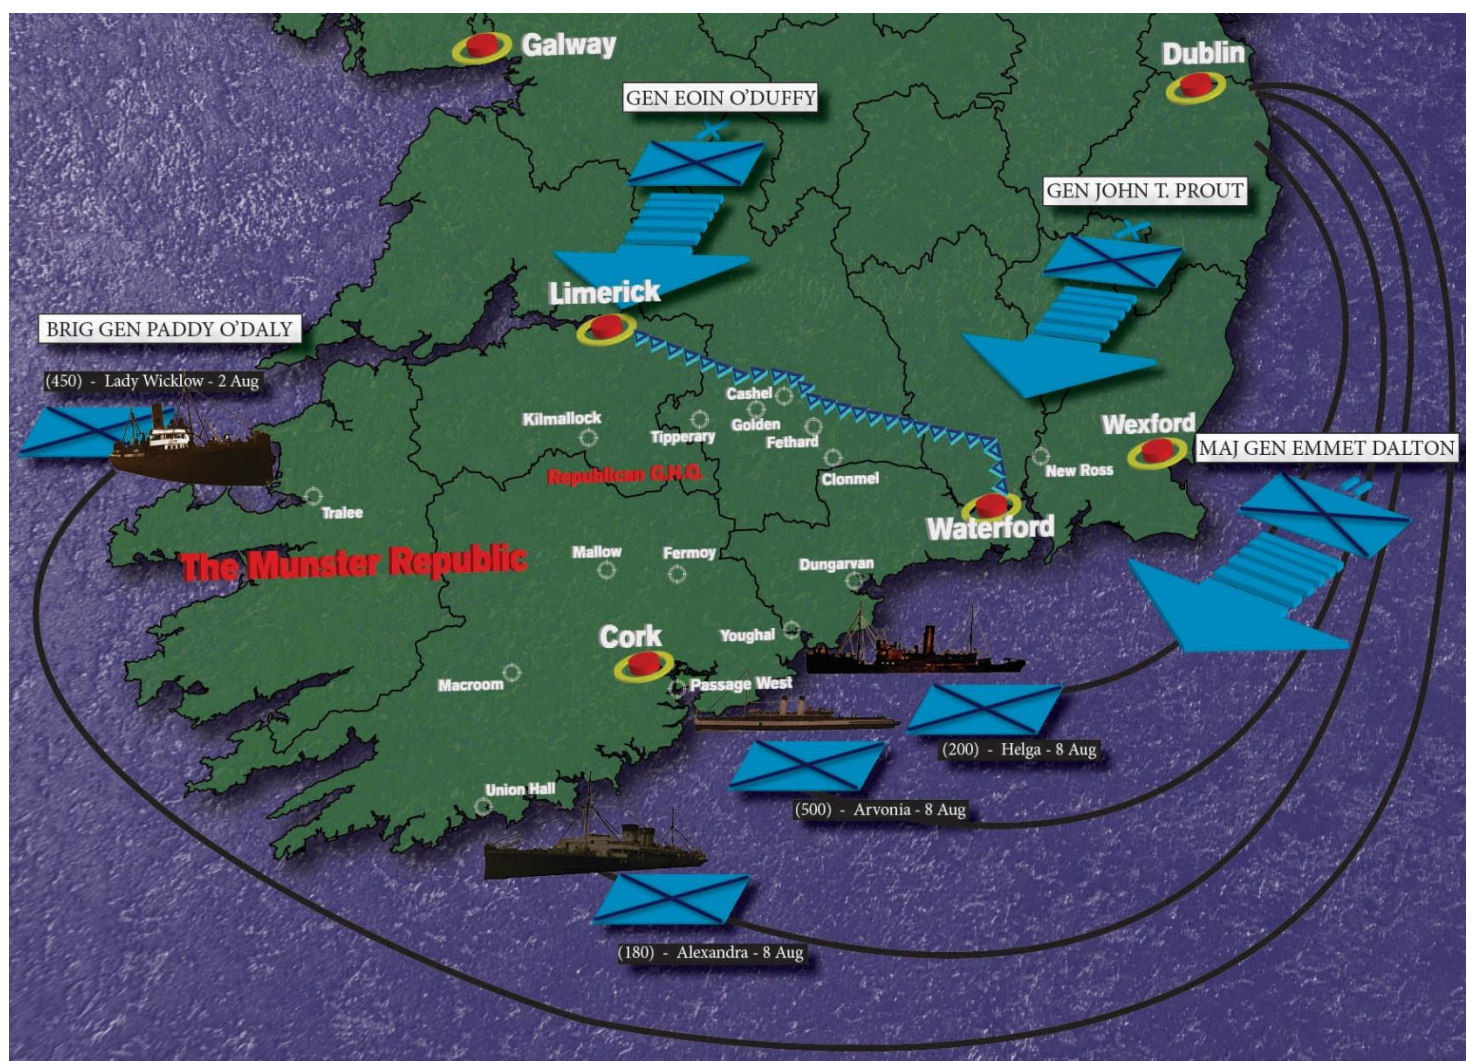 Galway
Dublin
GEN EOIN O'DUFFY
GEN JOHN T. PROUT
Limerick
BRIG GEN PADDY O'DALY
(450) - Lady Wicklow - 2 Aug
Cashel
Kilmallock
Golden
Tipperary
Fethard
Wexford
MAJ GEN EMMET DALTON
New Ross
Republican G.H.Q.
Clonmel
Tralee
Waterford
The Munster Republic
Mallow
Fermoy
Dungarvan
Cork
Youghal
Macroom
Passage West
(200) - Helga - 8 Aug
Union Hall
(500) - Arvonia - 8 Aug
(180) - Alexandra - 8 Aug